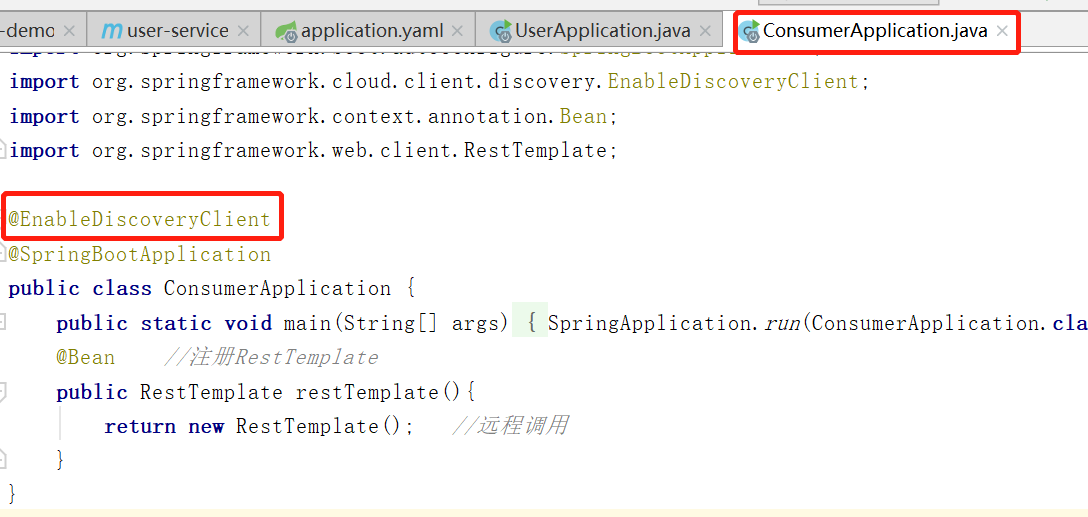 -demo
user-service
application.yaml
UserApplication.java
ConsumerApplication.java
import org.springframework.cloud.client.discovery.EnableDiscoveryClient;
import org.springframework.context.annotation.Bean;
import org.springframework.web.client.RestTemplate;
@EnableDiscoveryClient
@SpringBootApplication
public class ConsumerApplication {
public static void main(String[] args) { SpringApplication.run(ConsumerApplication.cla
@Bean //注册RestTemplate
public RestTemplate restTemplate(){
return new RestTemplate(); //远程调用
}
}